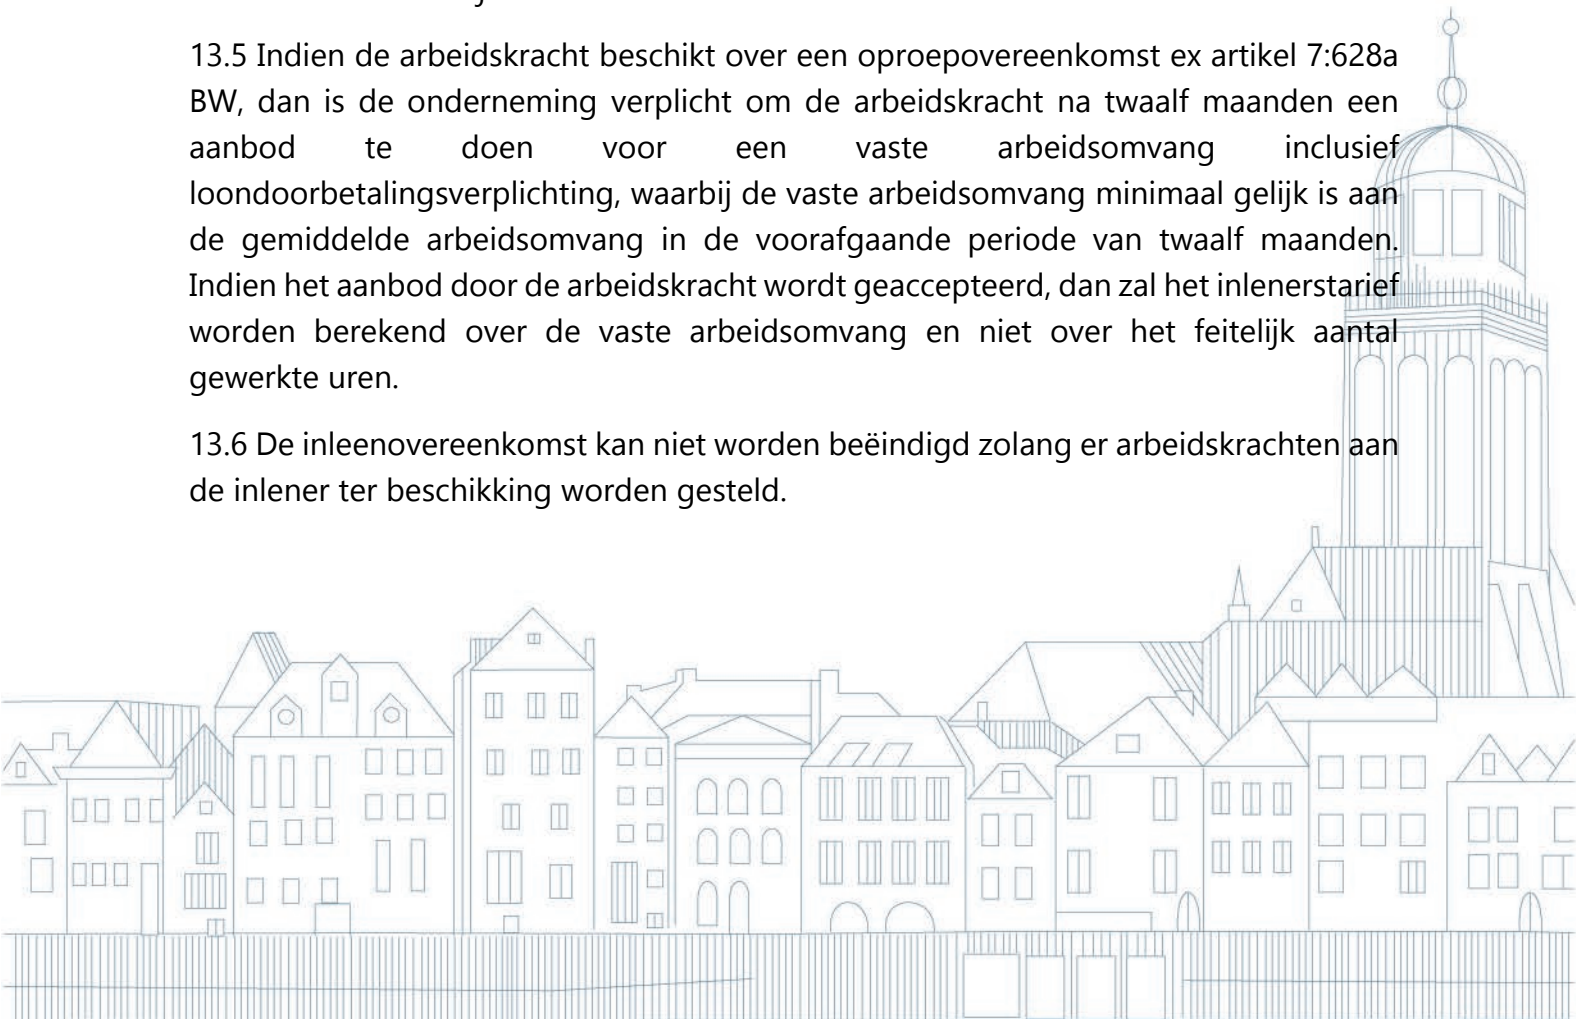 13.5 Indien de arbeidskracht beschikt over een oproepovereenkomst ex artikel 7:628a
BW, dan is de onderneming verplicht om de arbeidskracht na twaalf maanden een
aanbod te doen voor een vaste arbeidsomvang inclusief
loondoorbetalingsverplichting, waarbij de vaste arbeidsomvang minimaal gelijk is aan
de gemiddelde arbeidsomvang in de voorafgaande periode van twaalf maanden.
Indien het aanbod door de arbeidskracht wordt geaccepteerd, dan zal het inlenerstarief
worden berekend over de vaste arbeidsomvang en niet over het feitelijk aantal
gewerkte uren.
13.6 De inleenovereenkomst kan niet worden beëindigd zolang er arbeidskrachten aan
de inlener ter beschikking worden gesteld.